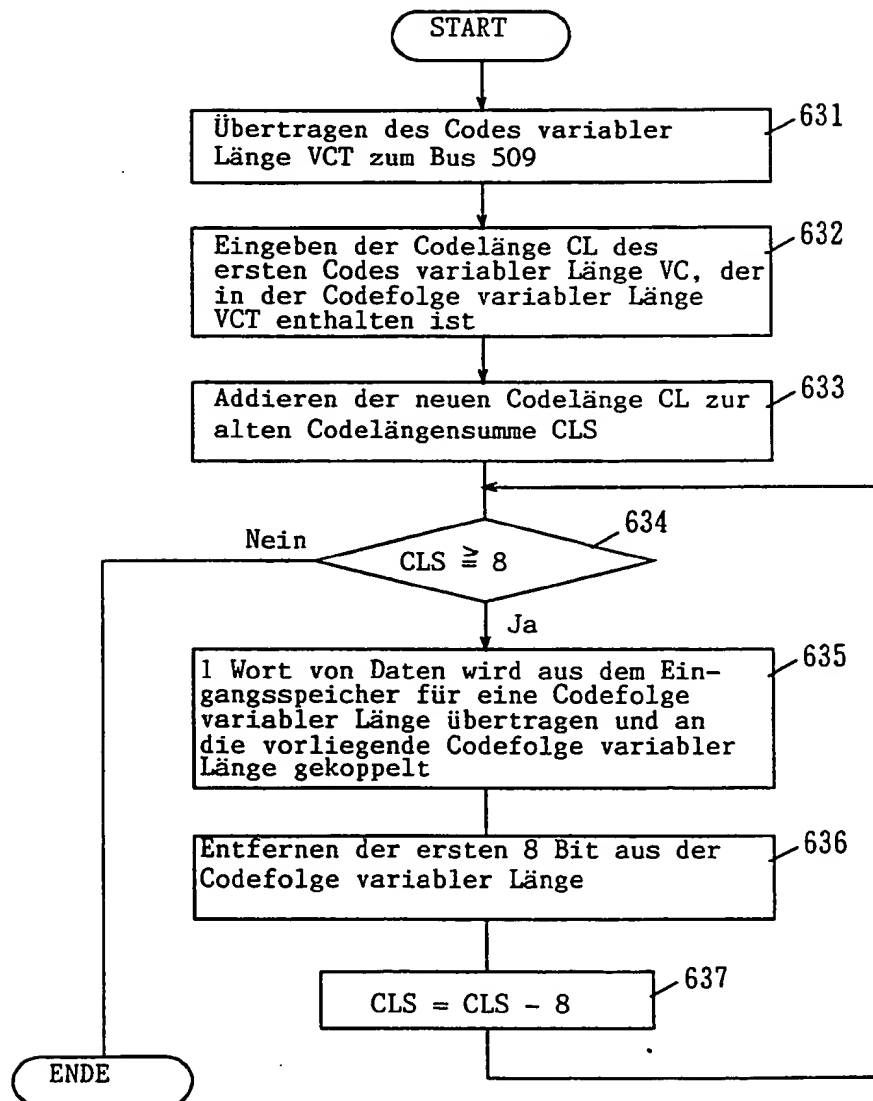 START
Übertragen des Codes variabler
Länge VCT zum Bus 509
631
Eingeben der Codelänge CL des
ersten Codes variabler Länge VC, der
in der Codefolge variabler Länge
VCT enthalten ist
632
Addieren der neuen Codelänge CL zur
alten Codelängensumme CLS
633
634
Nein
CLS ≧ 8
Ja
1 Wort von Daten wird aus dem Ein-
gangsspeicher für eine Codefolge
variabler Länge übertragen und an
die vorliegende Codefolge variabler
Länge gekoppelt
635
Entfernen der ersten 8 Bit aus der
Codefolge variabler Länge
636
CLS = CLS - 8
637
ENDE